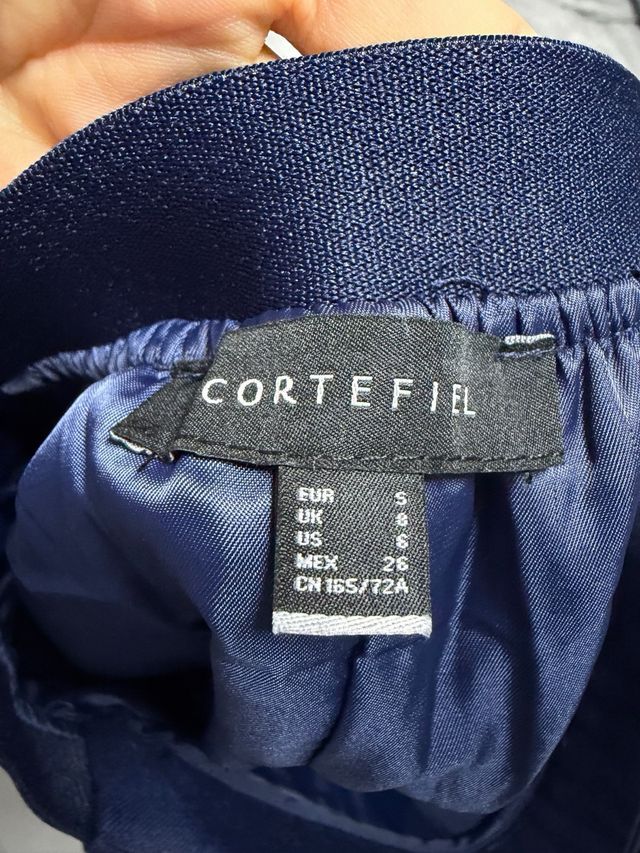 CORTEFIEL
EUR S
UK 8
US 6
MEX 26
CN 165/72A